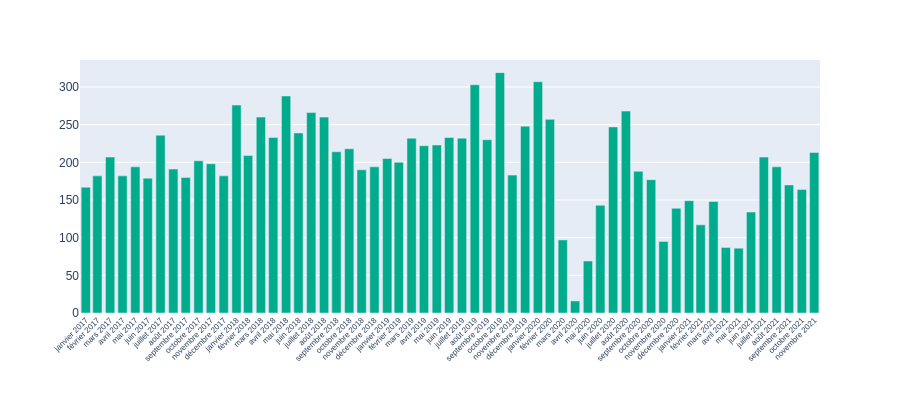 300
250
200
150
100
50
0
janvier 2017
février 2017
mars 2017
avril 2017
mai 2017
juin 2017
juillet 2017
août 2017
septembre 2017
octobre 2017
novembre 2017
décembre 2017
janvier 2018
février 2018
mars 2018
avril 2018
mai 2018
juin 2018
juillet 2018
août 2018
septembre 2018
octobre 2018
novembre 2018
décembre 2018
janvier 2019
février 2019
mars 2019
avril 2019
mai 2019
juin 2019
juillet 2019
août 2019
septembre 2019
octobre 2019
novembre 2019
décembre 2019
janvier 2020
février 2020
mars 2020
avril 2020
mai 2020
juin 2020
juillet 2020
août 2020
septembre 2020
octobre 2020
novembre 2020
décembre 2020
janvier 2021
février 2021
mars 2021
avril 2021
mai 2021
juin 2021
juillet 2021
août 2021
septembre 2021
octobre 2021
novembre 2021